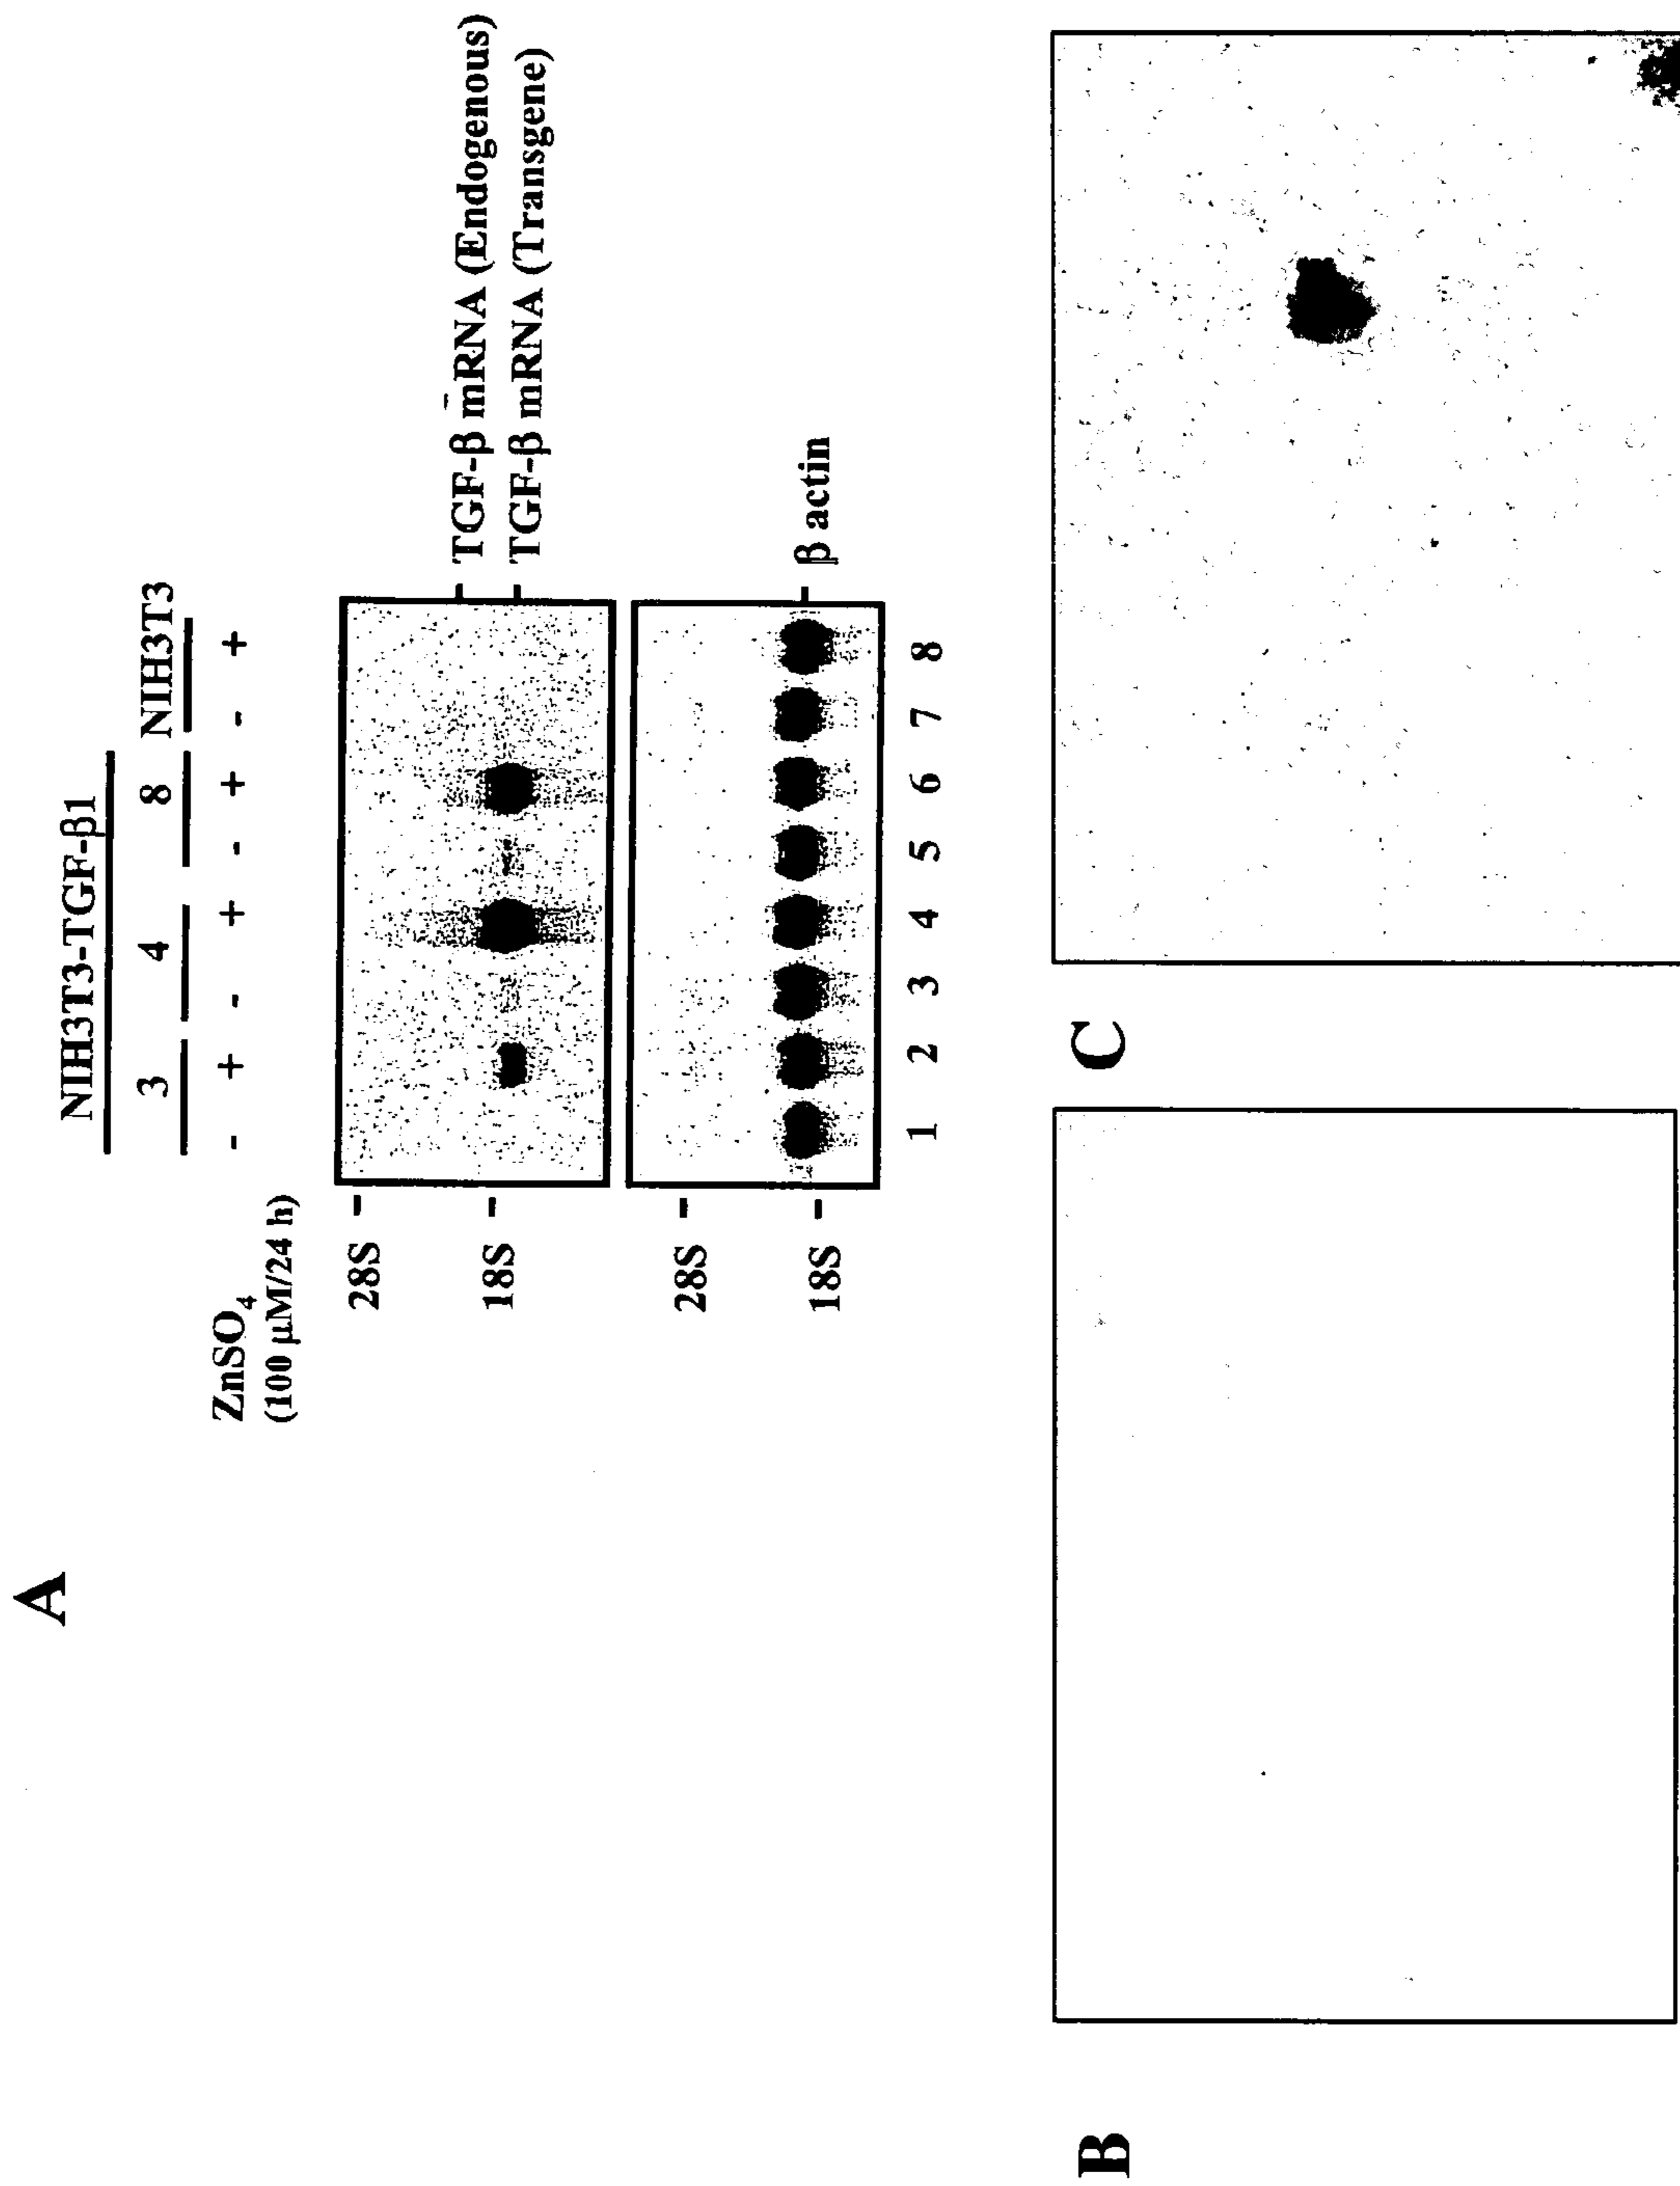 A
NIH3T3-TGF-β1
3 4 8 NIH3T3
ZnSO4 - + - + - + - +
(100 μM/24 h)
28S
18S
TGF-β mRNA (Endogenous)
TGF-β mRNA (Transgene)
28S
18S
β actin
1 2 3 4 5 6 7 8
B
C